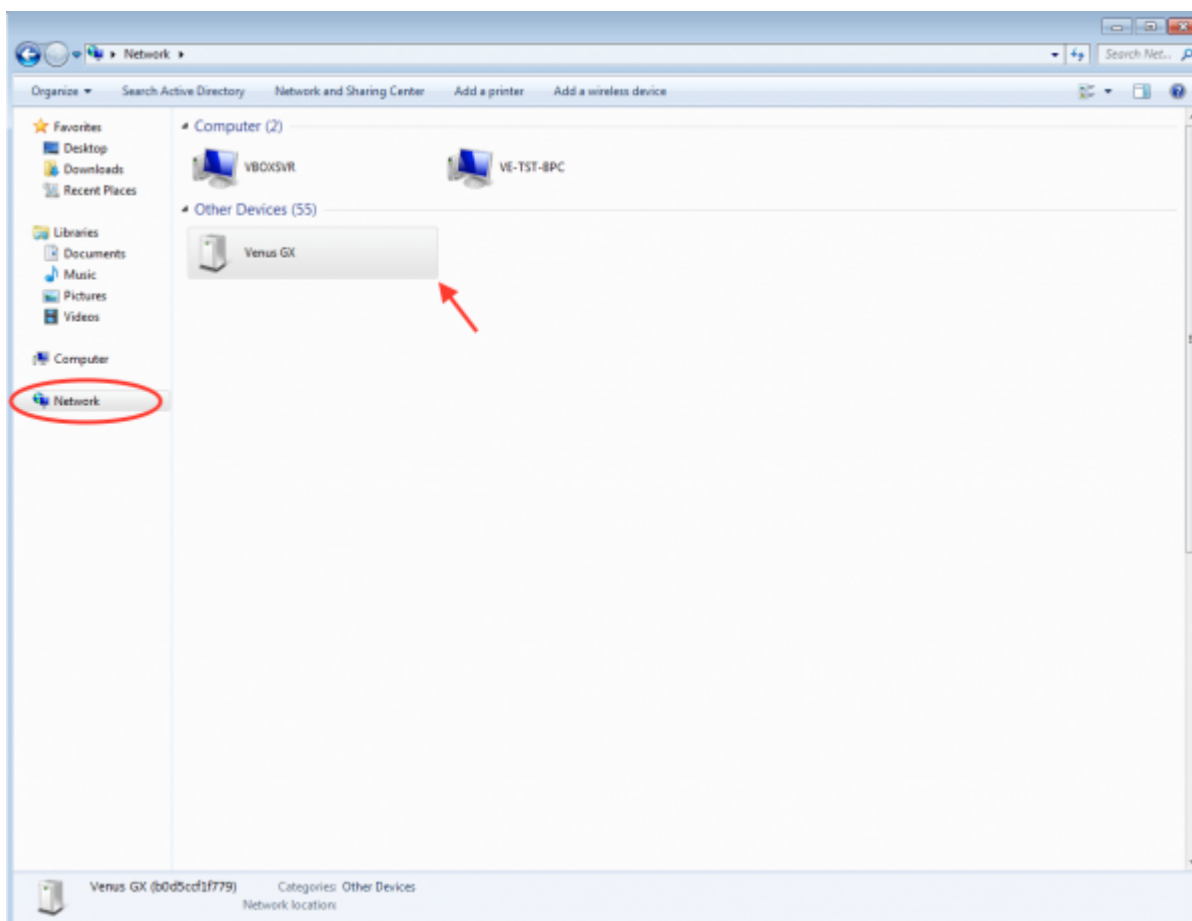 Network
Search Net...
Organize
Search Active Directory
Network and Sharing Center
Add a printer
Add a wireless device
Favorites
Desktop
Downloads
Recent Places
Libraries
Documents
Music
Pictures
Videos
Computer
Network
Computer (2)
VBOXSVR
VE-TST-8PC
Other Devices (55)
Venus GX
Venus GX (b0d5ccf1f779)
Categories: Other Devices
Network location: